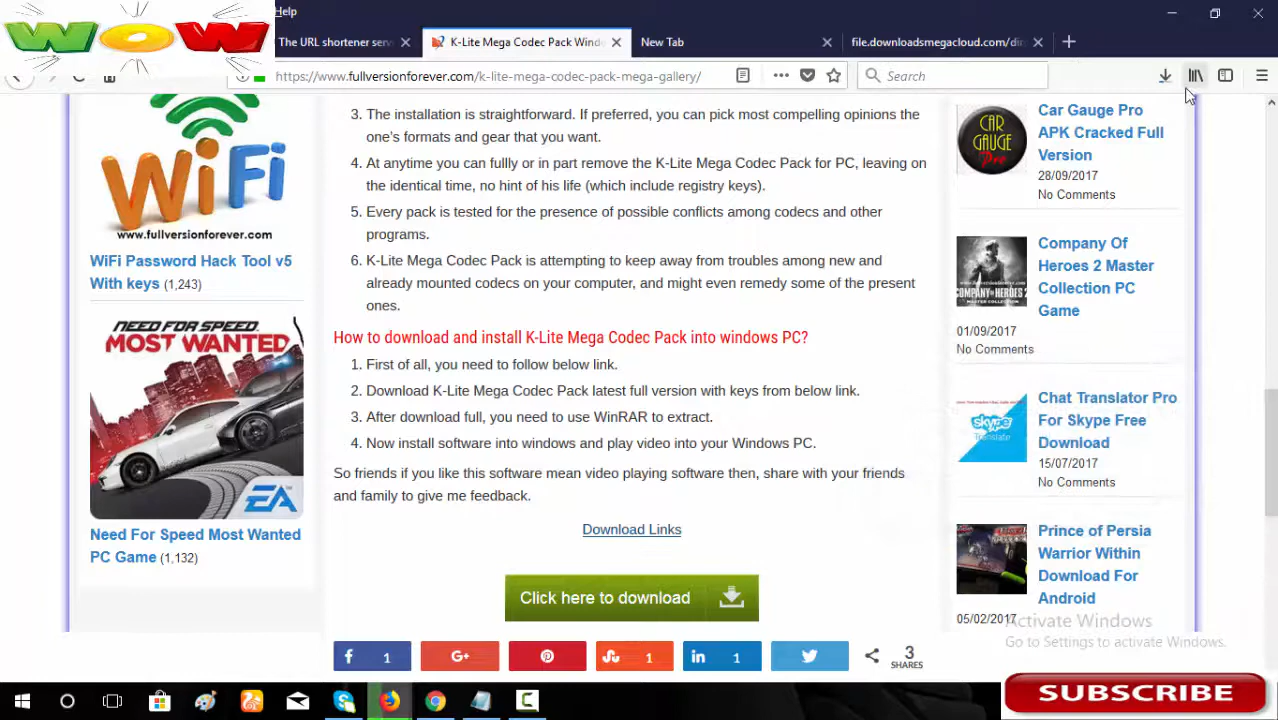 WOW
Help
The URL shortener serv
K-Lite Mega Codec Pack Wind
New Tab
file.downloadsmegacloud.com/di
https://www.fullversionforever.com/k-lite-mega-codec-pack-mega-gallery/
Search
WiFi
www.fullversionforever.com
WiFi Password Hack Tool v5
With keys (1,243)
NEED FOR SPEED
MOST WANTED
EA
Need For Speed Most Wanted
PC Game (1,132)
3. The installation is straightforward. If preferred, you can pick most compelling opinions the
one's formats and gear that you want.
4. At anytime you can fullly or in part remove the K-Lite Mega Codec Pack for PC, leaving on
the identical time, no hint of his life (which include registry keys).
5. Every pack is tested for the presence of possible conflicts among codecs and other
programs.
6. K-Lite Mega Codec Pack is attempting to keep away from troubles among new and
already mounted codecs on your computer, and might even remedy some of the present
ones.
How to download and install K-Lite Mega Codec Pack into windows PC?
1. First of all, you need to follow below link.
2. Download K-Lite Mega Codec Pack latest full version with keys from below link.
3. After download full, you need to use WinRAR to extract.
4. Now install software into windows and play video into your Windows PC.
So friends if you like this software mean video playing software then, share with your friends
and family to give me feedback.
Download Links
Click here to download
1
G+
1
1
3
SHARES
CAR
GAUGE
Pro
Car Gauge Pro
APK Cracked Full
Version
28/09/2017
No Comments
COMPANY OF
HEROES 2
Company Of
Heroes 2 Master
Collection PC
Game
01/09/2017
No Comments
skype
Translate
Chat Translator Pro
For Skype Free
Download
15/07/2017
No Comments
Prince of Persia
Warrior Within
Download For
Android
05/02/2017
Activate Windows
Go to Settings to activate Windows.
SUBSCRIBE